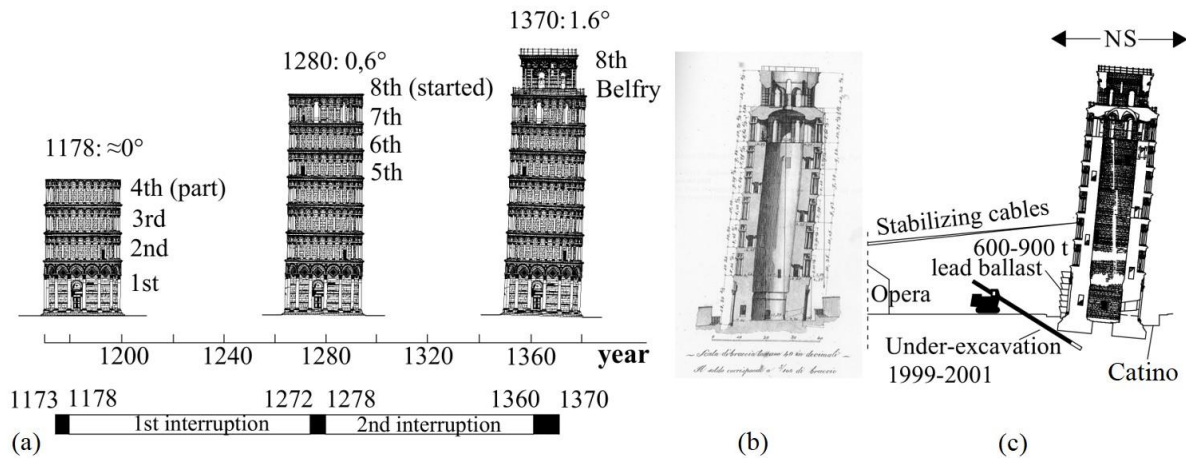 1178: ≈0°
4th (part)
3rd
2nd
1st
1280: 0,6°
8th (started)
7th
6th
5th
1370: 1.6°
8th
Belfry
1200
1240
1280
1320
1360
year
1173
1178
1272
1278
1360
1370
1st interruption
2nd interruption
(a)
(b)
NS
Stabilizing cables
600-900 t
lead ballast
Opera
Under-excavation
1999-2001
Catino
(c)